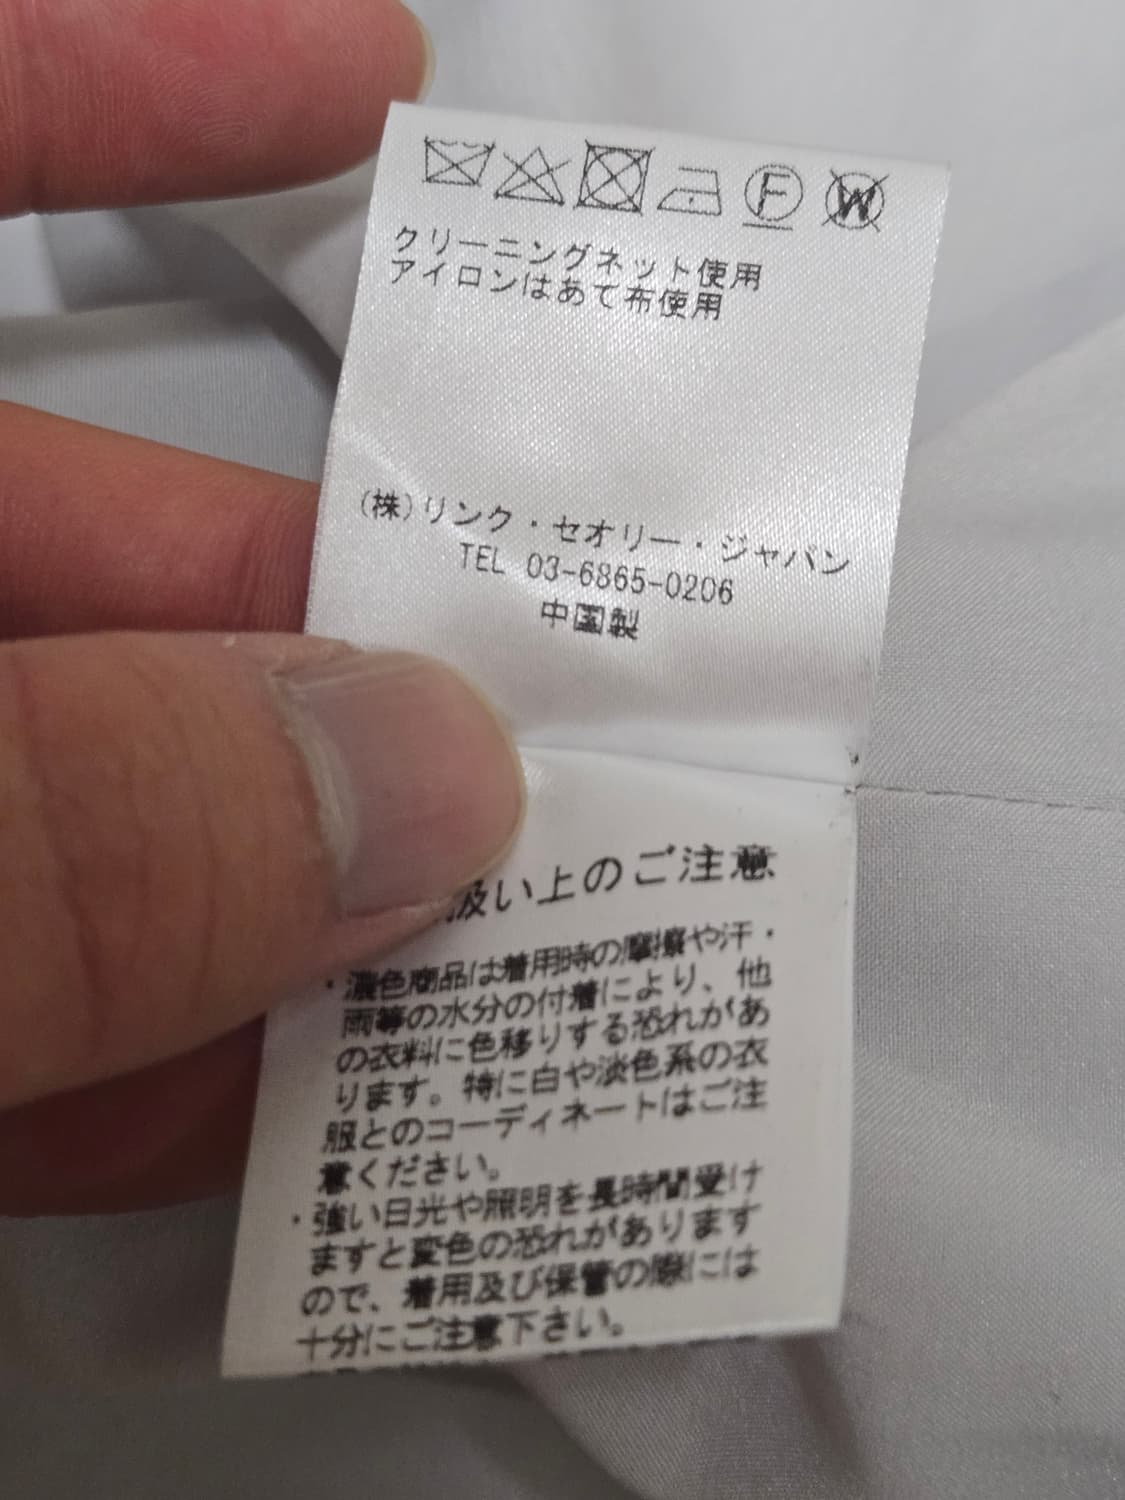 F W
クリーニングネット使用
アイロンはあて布使用
(株)リンク・セオリー・ジャパン
TEL 03-6865-0206
中国製
扱い上のご注意
・濃色商品は着用時の摩擦や汗・
雨等の水分の付着により、他
の衣料に色移りする恐れがあ
ります。特に白や淡色系の衣
服とのコーディネートはご注
意ください。
・強い日光や照明を長時間受け
ますと変色の恐れがあります
ので、着用及び保管の際には
十分にご注意下さい。